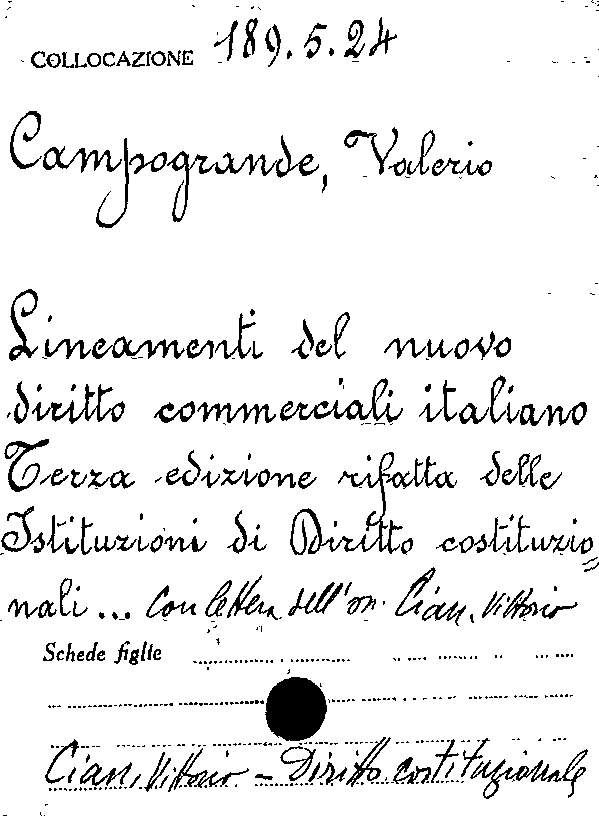 COLLOCAZIONE 189.5.24
Campogrande, Valerio
Lineamenti del nuovo
diritto commerciali italiano
Terza edizione rifatta delle
Istituzioni di Diritto costituzio=
nali... Con lettera dell'on. Cian, Vittorio
Schede figlie
Cian, Vittorio - Diritto costituzionale